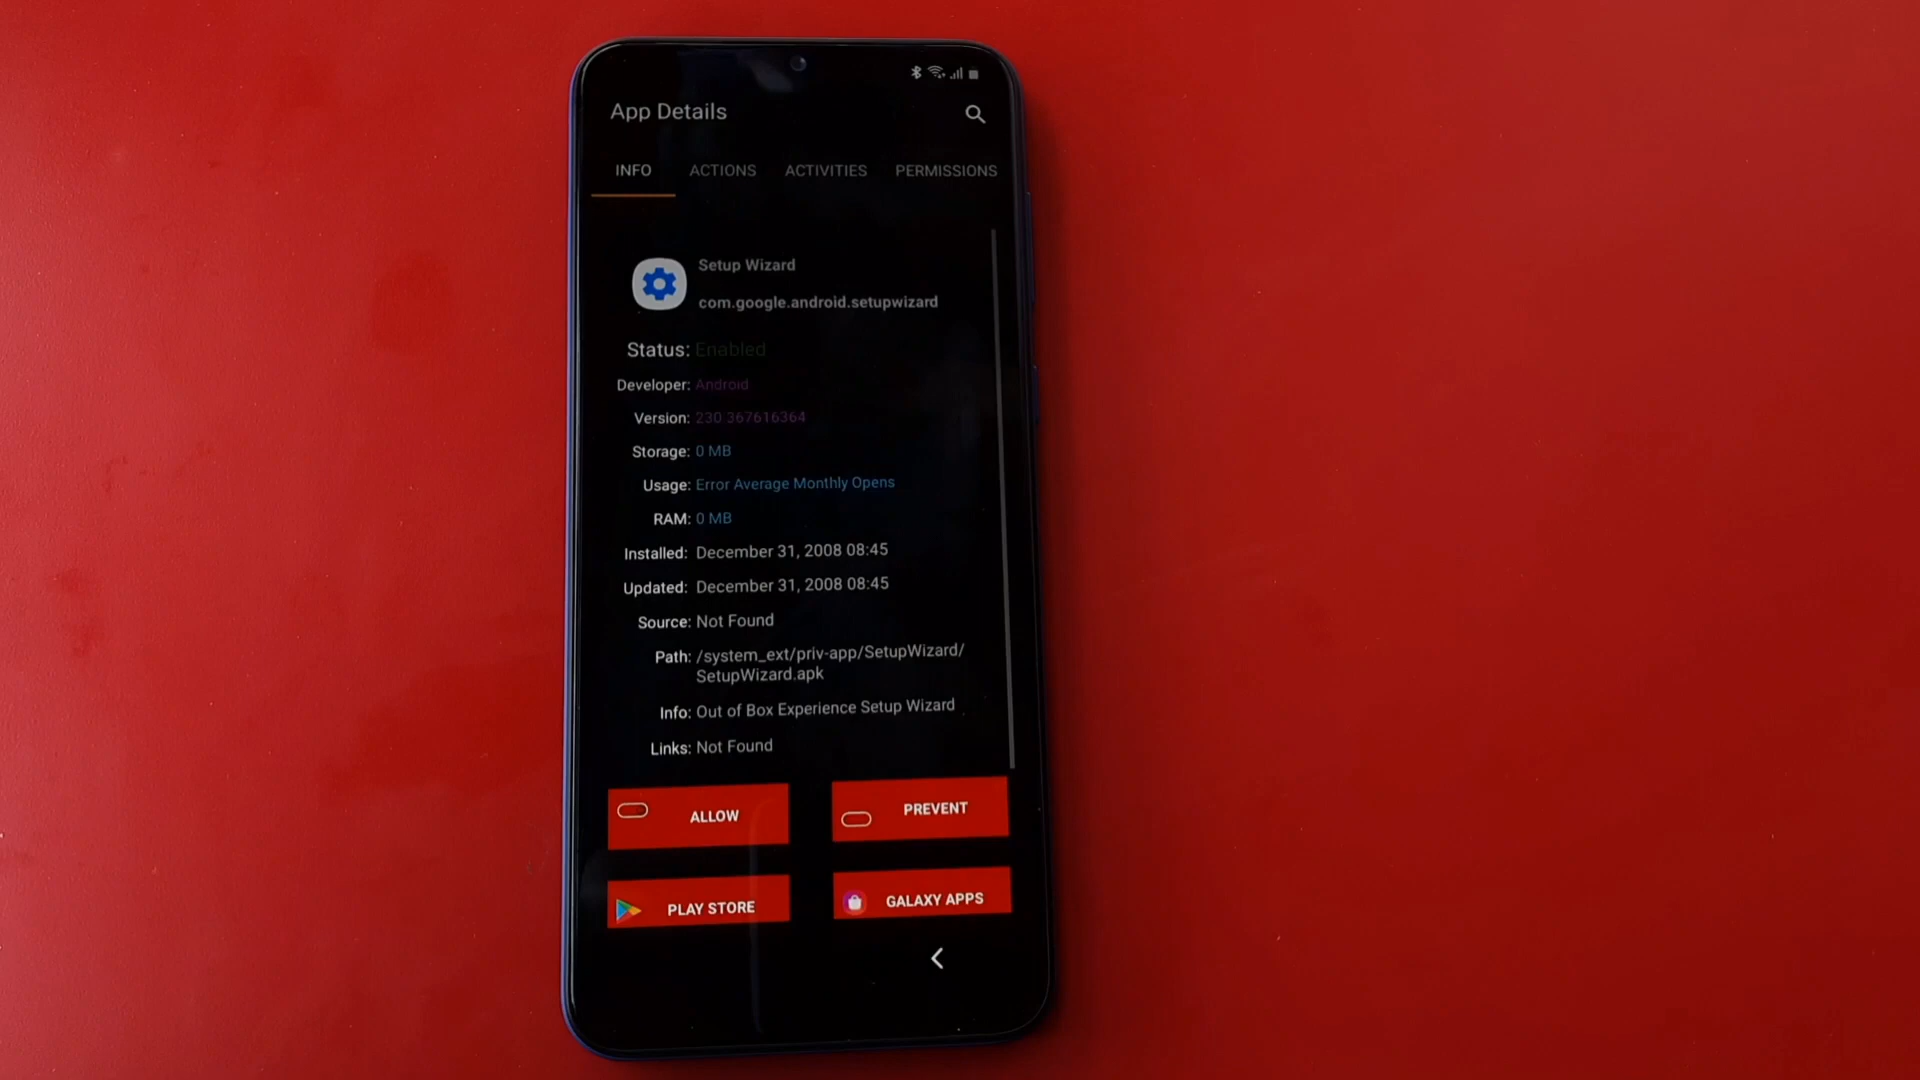 App Details
INFO ACTIONS ACTIVITIES PERMISSIONS
Setup Wizard
com.google.android.setupwizard
Status: Enabled
Developer: Android
Version: 230 367616364
Storage: 0 MB
Usage: Error Average Monthly Opens
RAM: 0 MB
Installed: December 31, 2008 08:45
Updated: December 31, 2008 08:45
Source: Not Found
Path: /system_ext/priv-app/SetupWizard/
SetupWizard.apk
Info: Out of Box Experience Setup Wizard
Links: Not Found
ALLOW PREVENT
PLAY STORE GALAXY APPS